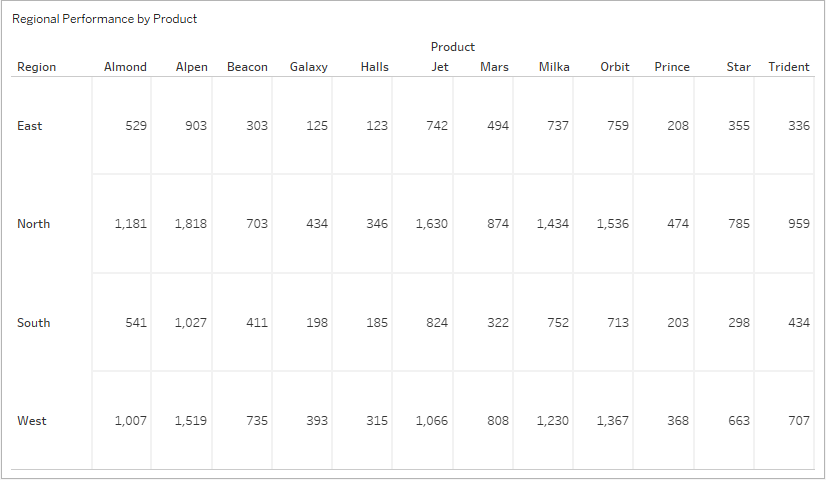 Regional Performance by Product
Product
Region Almond Alpen Beacon Galaxy Halls Jet Mars Milka Orbit Prince Star Trident
East 529 903 303 125 123 742 494 737 759 208 355 336
North 1,181 1,818 703 434 346 1,630 874 1,434 1,536 474 785 959
South 541 1,027 411 198 185 824 322 752 713 203 298 434
West 1,007 1,519 735 393 315 1,066 808 1,230 1,367 368 663 707